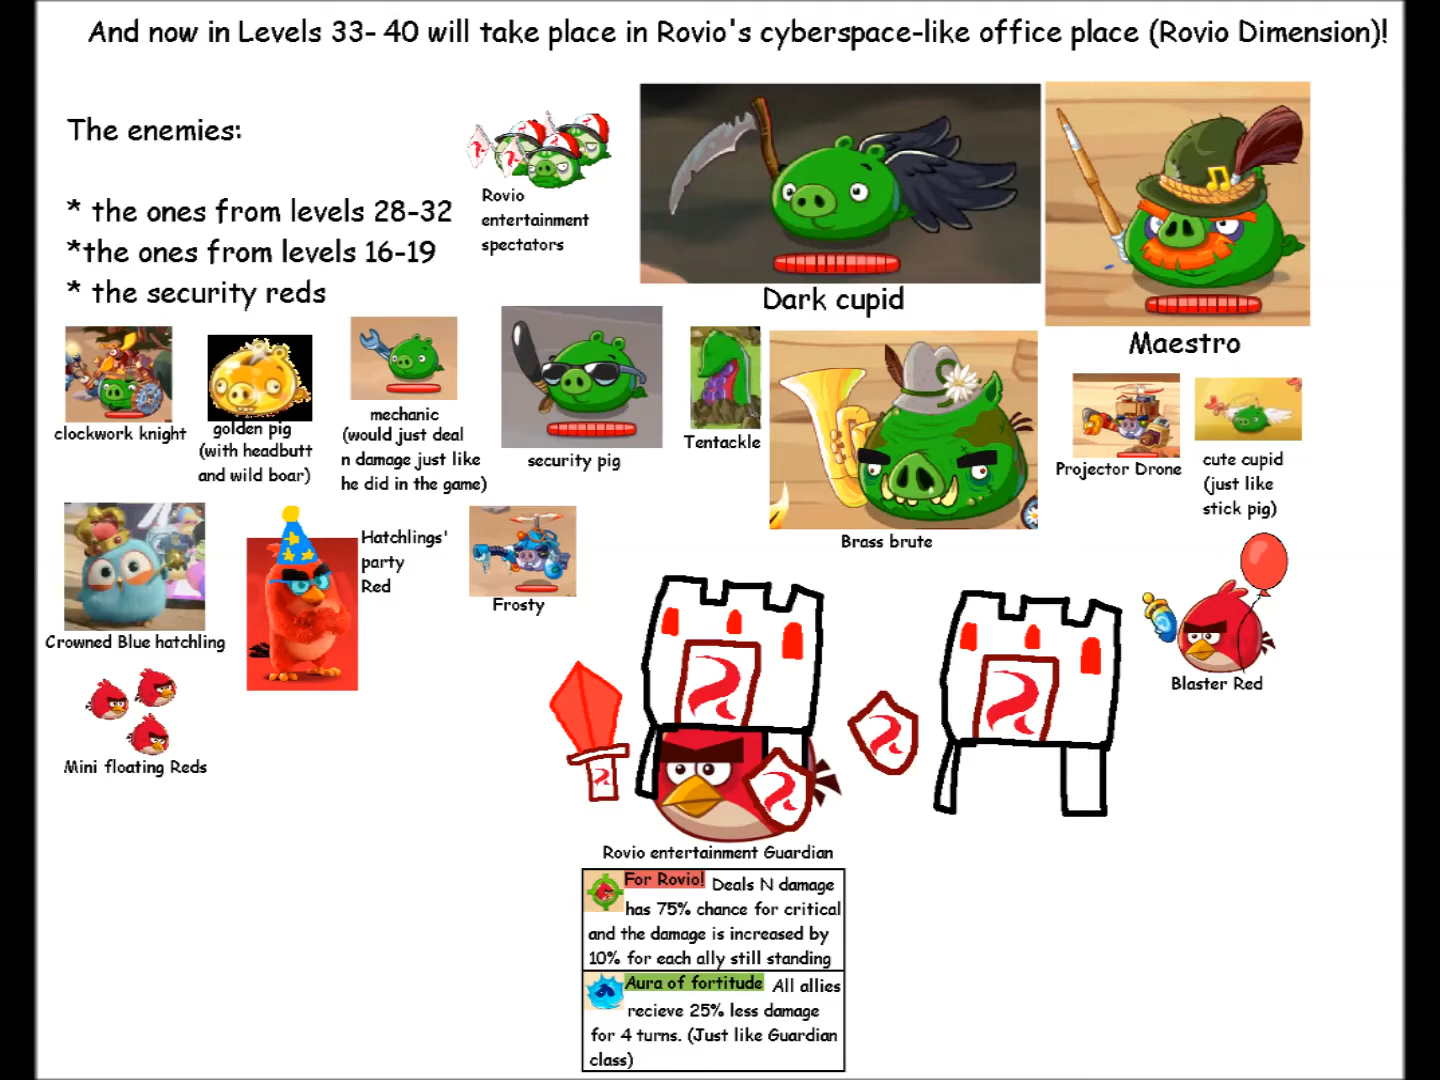 And now in Levels 33- 40 will take place in Rovio's cyberspace-like office place (Rovio Dimension)!
The enemies:
* the ones from levels 28-32
*the ones from levels 16-19
* the security reds
Rovio
entertainment
spectators
Dark cupid
Maestro
clockwork knight
golden pig
(with headbutt
and wild boar)
mechanic
(would just deal
n damage just like
he did in the game)
security pig
Tentackle
Brass brute
Projector Drone
cute cupid
(just like
stick pig)
Crowned Blue hatchling
Hatchlings'
party
Red
Frosty
Blaster Red
Mini floating Reds
Rovio entertainment Guardian
For Rovio! Deals N damage
has 75% chance for critical
and the damage is increased by
10% for each ally still standing
Aura of fortitude All allies
recieve 25% less damage
for 4 turns. (Just like Guardian
class)